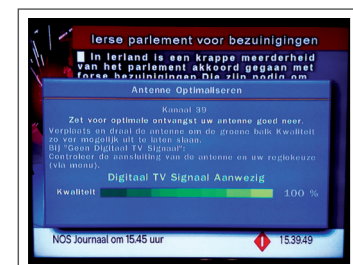 Ierse parlement voor bezuinigingen
In Ierland is een krappe meerderheid
van het parlement akkoord gegaan met
forse bezuinigingen Die zijn nodig om
Antenne Optimaliseren
Kanaal 39
Zet voor optimale ontvangst uw antenne goed neer.
Verplaats en draai de antenne om de groene balk Kwaliteit
zo ver mogelijk uit te laten slaan.
Bij "Geen Digitaal TV Signaal":
Controleer de aansluiting van de antenne en uw regiokeuze
(via menu).
Digitaal TV Signaal Aanwezig
Kwaliteit 100 %
NOS Journaal om 15.45 uur 15.39.49